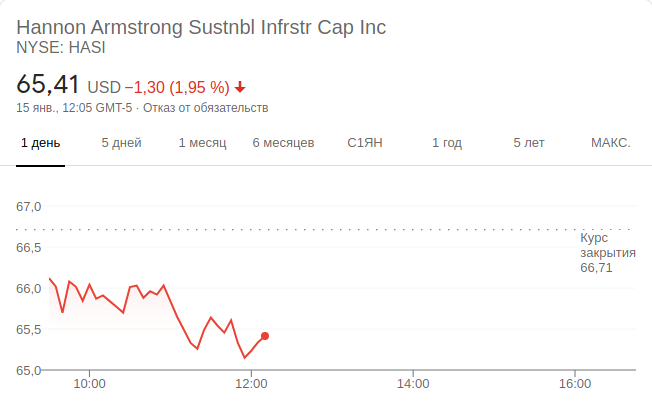 Hannon Armstrong Sustnbl Infrstr Cap Inc
NYSE: HASI
65,41 USD −1,30 (1,95 %)
15 янв., 12:05 GMT-5 · Отказ от обязательств
1 день 5 дней 1 месяц 6 месяцев С1ЯН 1 год 5 лет МАКС.
67,0
Курс
закрытия
66,71
66,5
66,0
65,5
65,0
10:00 12:00 14:00 16:00